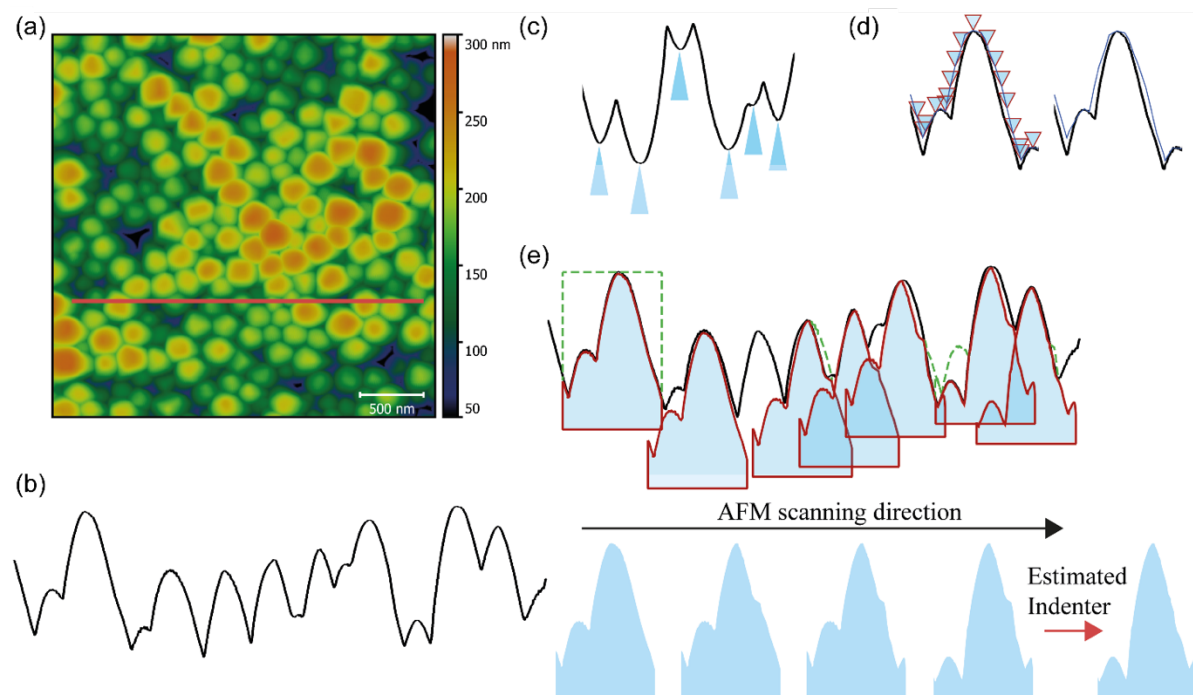 (a)
300 nm
250
200
150
100
50
500 nm
(b)
(c)
(d)
(e)
AFM scanning direction
Estimated
Indenter